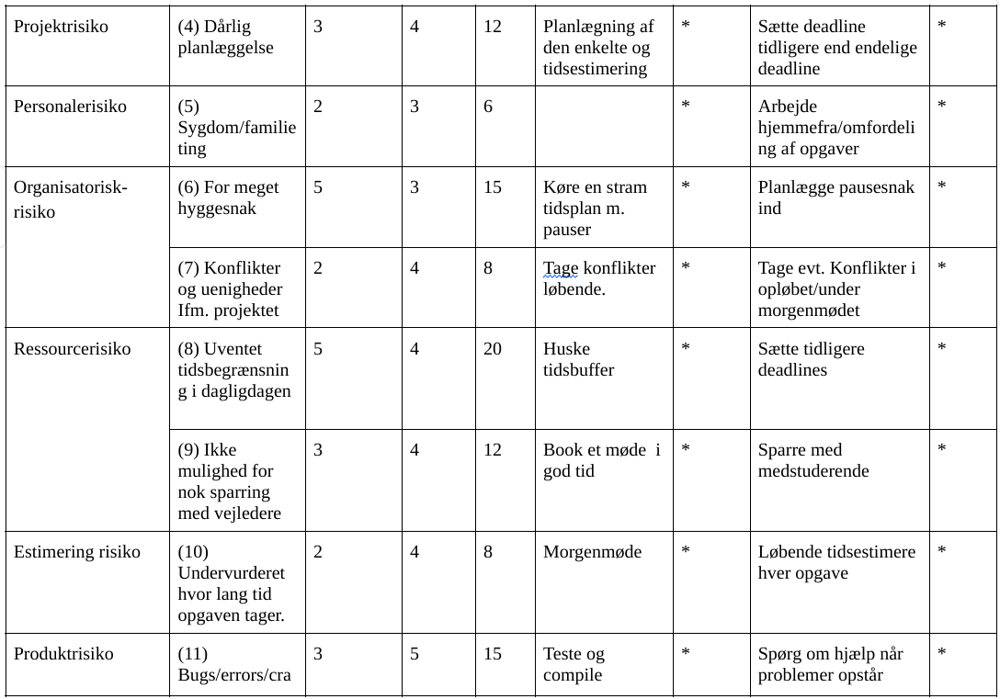 Projektrisiko
(4) Dårlig
planlæggelse
3
4
12
Planlægning af
den enkelte og
tidsestimering
*
Sætte deadline
tidligere end endelige
deadline
*
Personalerisiko
(5)
Sygdom/familie
ting
2
3
6
*
Arbejde
hjemmefra/omfordeli
ng af opgaver
*
Organisatorisk-
risiko
(6) For meget
hyggesnak
5
3
15
Køre en stram
tidsplan m.
pauser
*
Planlægge pausesnak
ind
*
(7) Konflikter
og uenigheder
Ifm. projektet
2
4
8
Tage konflikter
løbende.
*
Tage evt. Konflikter i
opløbet/under
morgenmødet
*
Ressourcerisiko
(8) Uventet
tidsbegrænsnin
g i dagligdagen
5
4
20
Huske
tidsbuffer
*
Sætte tidligere
deadlines
*
(9) Ikke
mulighed for
nok sparring
med vejledere
3
4
12
Book et møde  i
god tid
*
Sparre med
medstuderende
*
Estimering risiko
(10)
Undervurderet
hvor lang tid
opgaven tager.
2
4
8
Morgenmøde
*
Løbende tidsestimere
hver opgave
*
Produktrisiko
(11)
Bugs/errors/cra
3
5
15
Teste og
compile
*
Spørg om hjælp når
problemer opstår
*